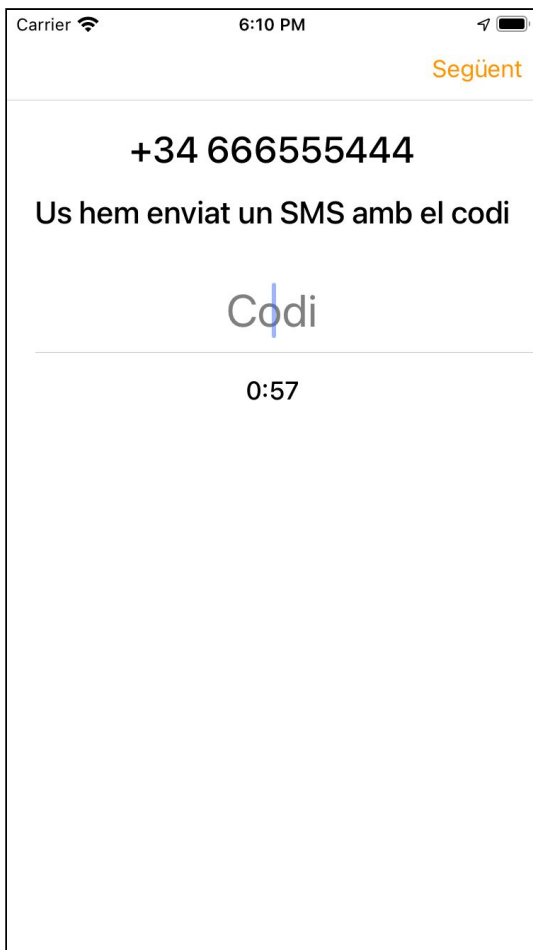 Carrier 6:10 PM
Següent
+34 666555444
Us hem enviat un SMS amb el codi
Codi
0:57